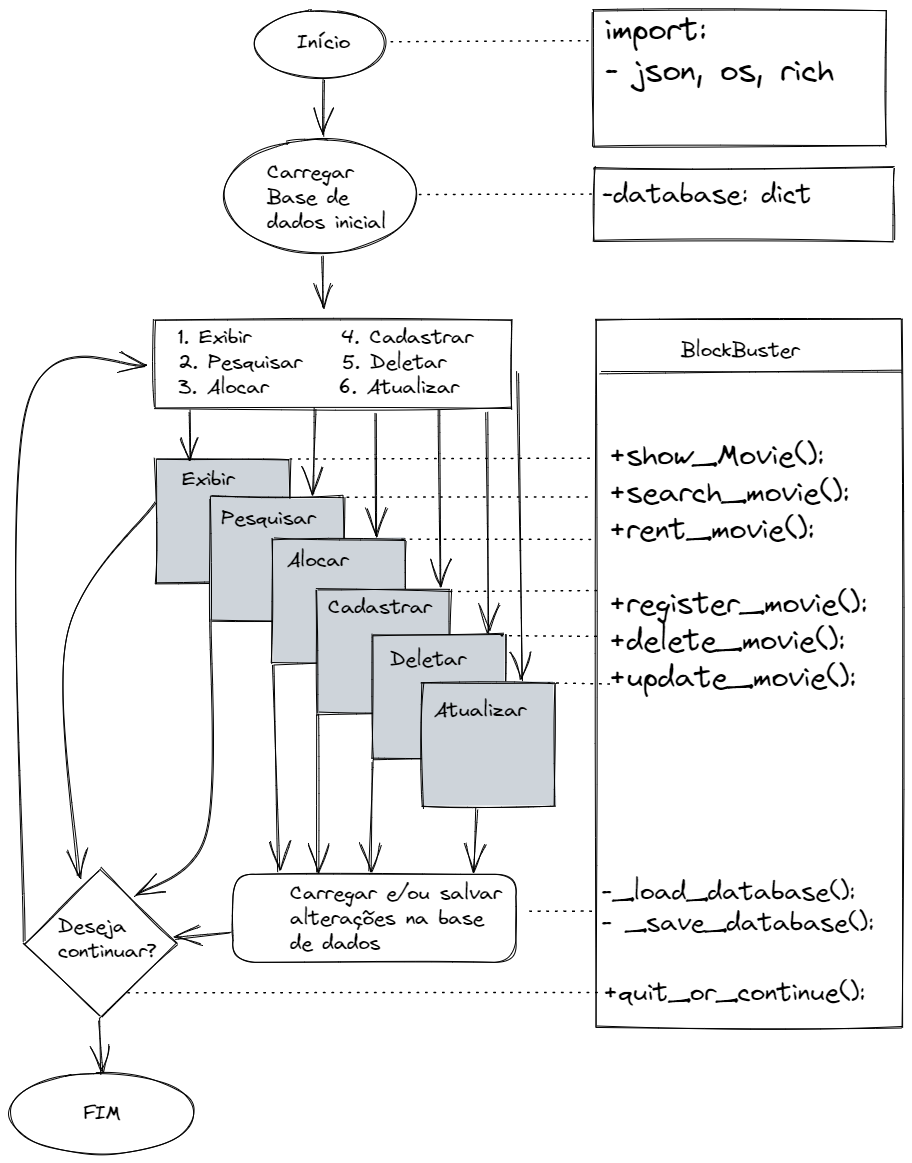 Início
import:
- json, os, rich
Carregar
Base de
dados inicial
-database: dict
1. Exibir
2. Pesquisar
3. Alocar
4. Cadastrar
5. Deletar
6. Atualizar
BlockBuster
Exibir
Pesquisar
Alocar
Cadastrar
Deletar
Atualizar
+show_Movie():
+search_movie():
+rent_movie():
+register_movie():
+delete_movie():
+update_movie():
Carregar e/ou salvar
alterações na base
de dados
-_load_database():
- _save_database():
Deseja
continuar?
+quit_or_continue():
FIM